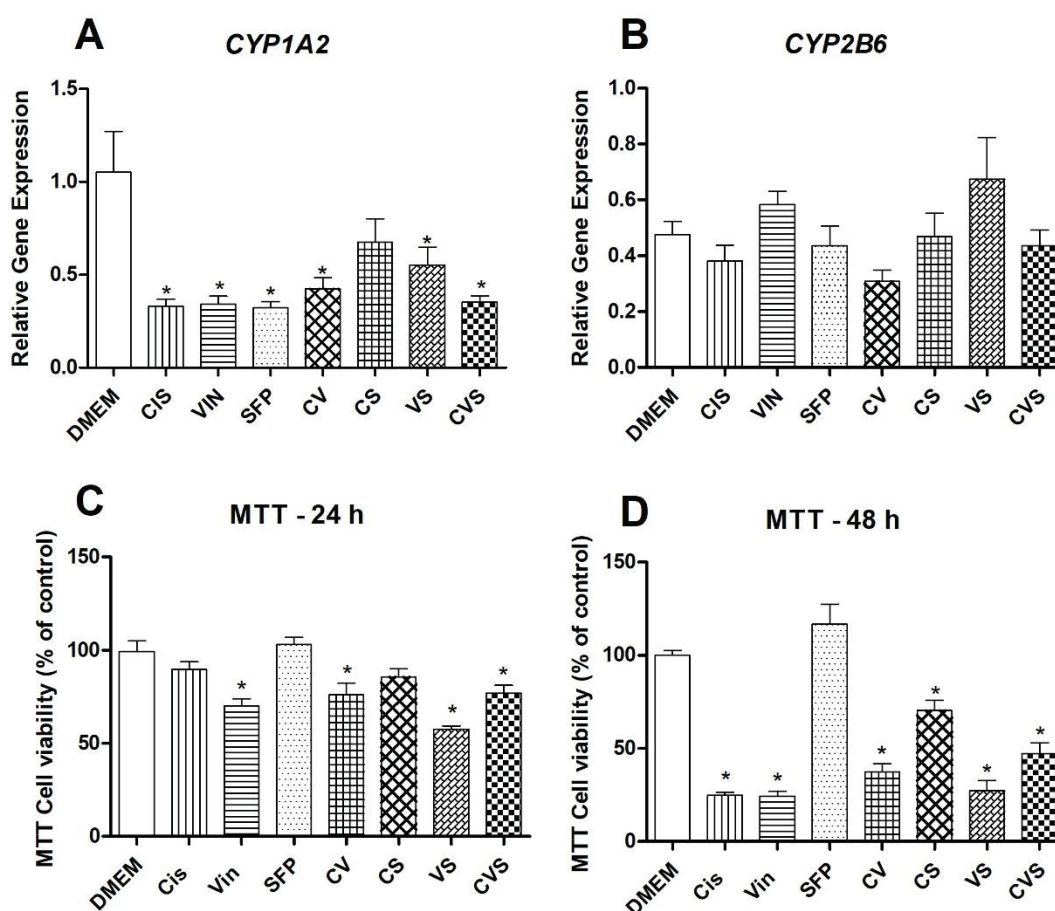 A
CYP1A2
Relative Gene Expression
1.5
1.0
0.5
0.0
*
*
*
*
*
*
DMEM
CIS
VIN
SFP
CV
CS
VS
CVS
B
CYP2B6
Relative Gene Expression
1.0
0.8
0.6
0.4
0.2
0.0
DMEM
CIS
VIN
SFP
CV
CS
VS
CVS
C
MTT - 24 h
MTT Cell viability (% of control)
150
100
50
0
*
*
*
*
DMEM
Cis
Vin
SFP
CV
CS
VS
CVS
D
MTT - 48 h
MTT Cell viability (% of control)
150
100
50
0
*
*
*
*
*
*
DMEM
Cis
Vin
SFP
CV
CS
VS
CVS